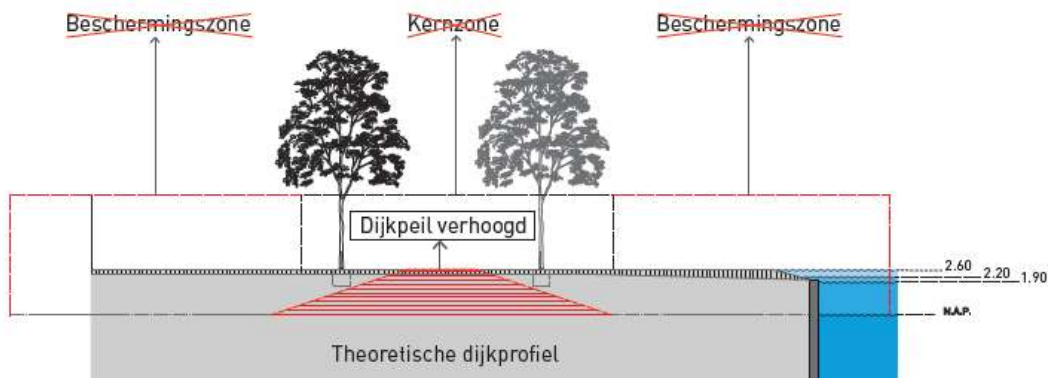 Beschermingszone
Kernzone
Beschermingszone
Dijkpeil verhoogd
2.60
2.20
1.90
N.A.P.
Theoretische dijkprofiel